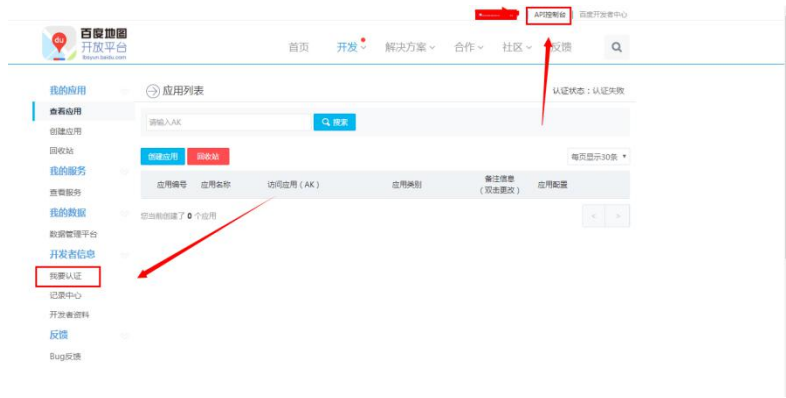 API控制台 | 百度开发者中心
du 百度地图
开放平台
lbsyun.baidu.com
首页 开发 解决方案 合作 社区 反馈
我的应用
应用列表
认证状态：认证失败
查看应用
请输入AK
搜索
创建应用
回收站
创建应用 回收站
每页显示30条
我的服务
应用编号 应用名称 访问应用（AK） 应用类别 备注信息（双击更改） 应用配置
查看服务
我的数据
您当前创建了 0 个应用
< >
数据管理平台
开发者信息
我要认证
记录中心
开发者资料
反馈
Bug反馈